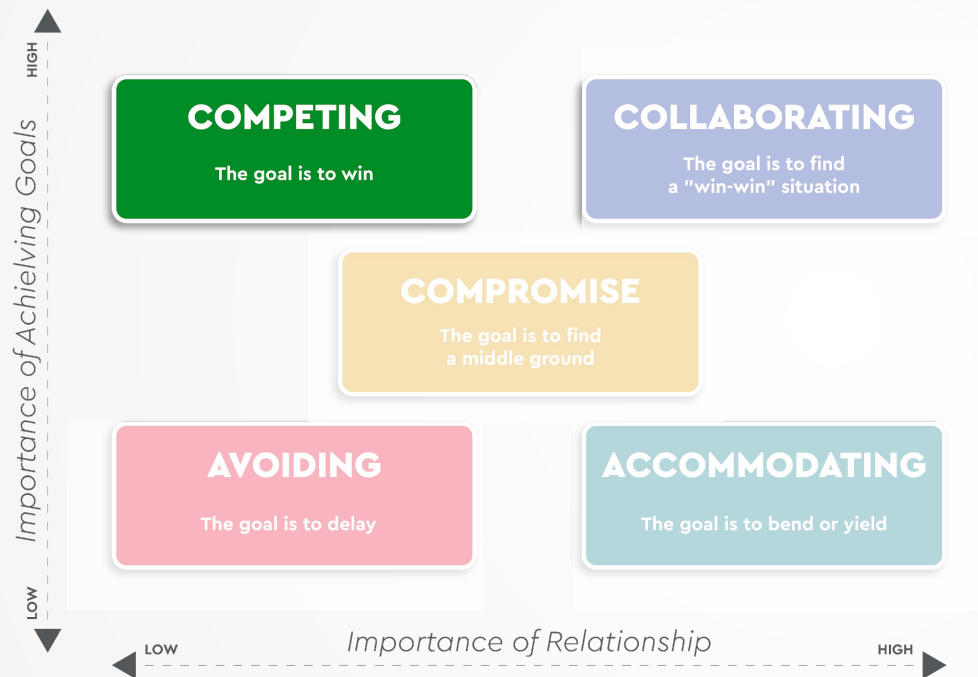 HIGH
Importance of Achielving Goals
LOW
COMPETING
The goal is to win
COLLABORATING
The goal is to find
a "win-win" situation
COMPROMISE
The goal is to find
a middle ground
AVOIDING
The goal is to delay
ACCOMMODATING
The goal is to bend or yield
LOW
Importance of Relationship
HIGH